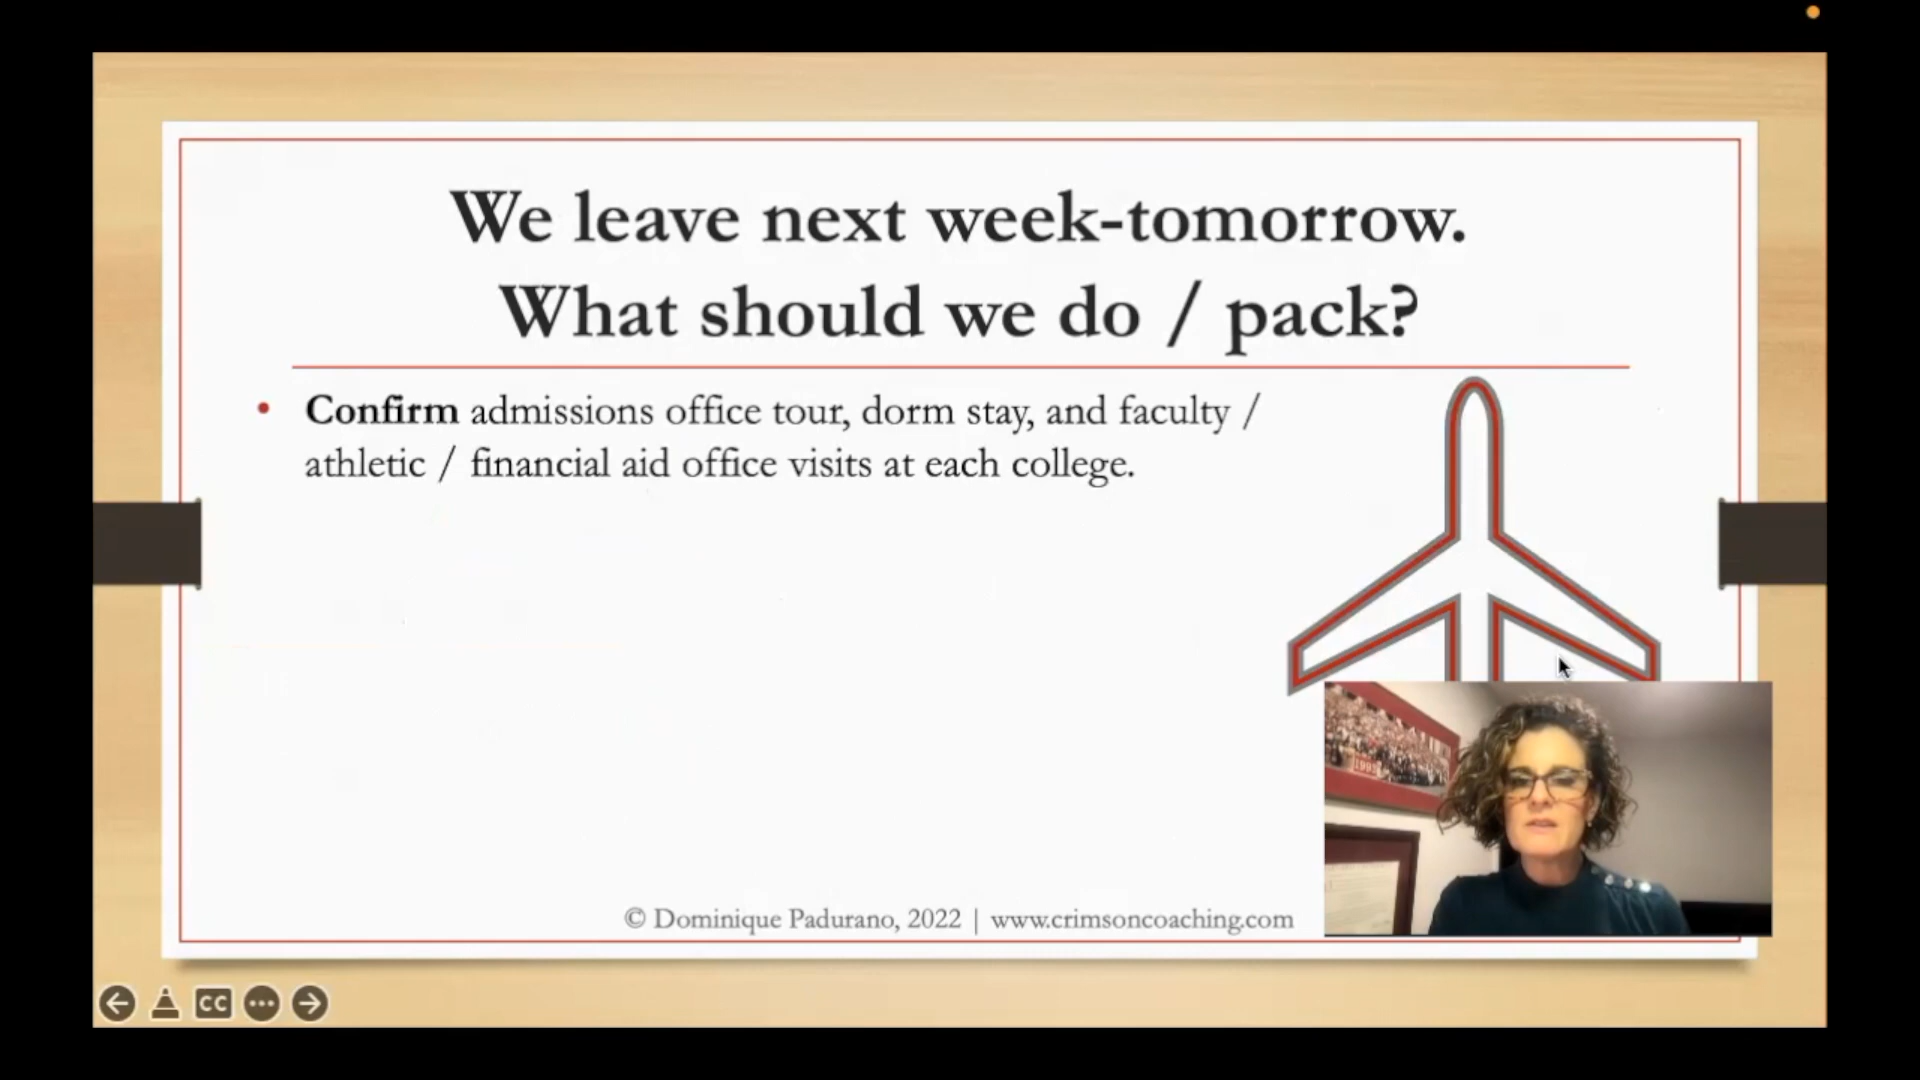 We leave next week-tomorrow.
What should we do / pack?
• Confirm admissions office tour, dorm stay, and faculty /
athletic / financial aid office visits at each college.
1991
© Dominique Padurano, 2022 | www.crimsoncoaching.com
CC